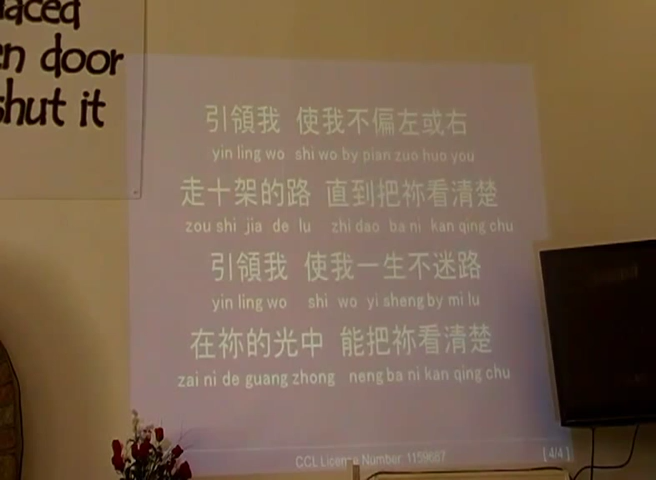 laced
en door
shut it
引領我 使我不偏左或右
yin ling wo shi wo by pian zuo huo you
走十架的路 直到把祢看清楚
zou shi jia de lu zhi dao ba ni kan qing chu
引領我 使我一生不迷路
yin ling wo shi wo yi sheng by mi lu
在祢的光中 能把祢看清楚
zai ni de guang zhong neng ba ni kan qing chu
CCL License Number 1159687
[4/4]